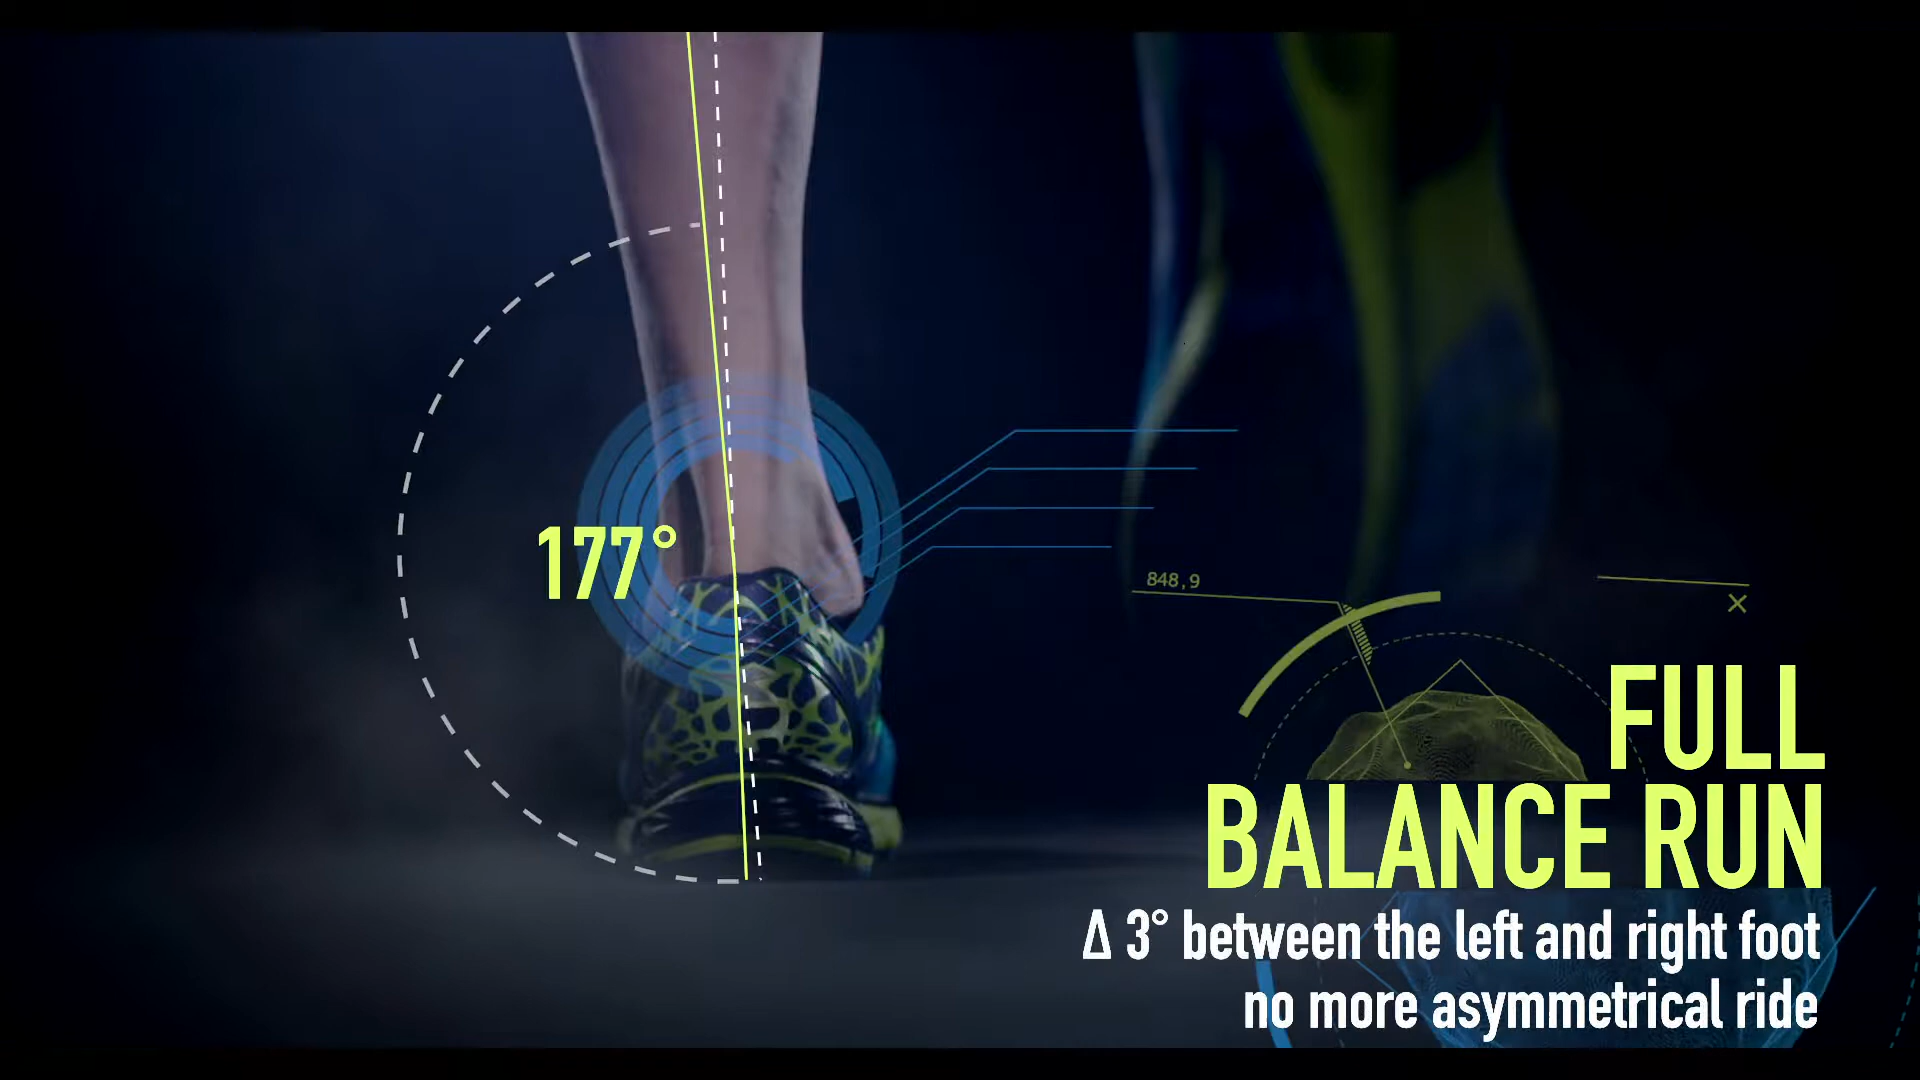 177°
848,9
FULL
BALANCE RUN
Δ 3° between the left and right foot
no more asymmetrical ride